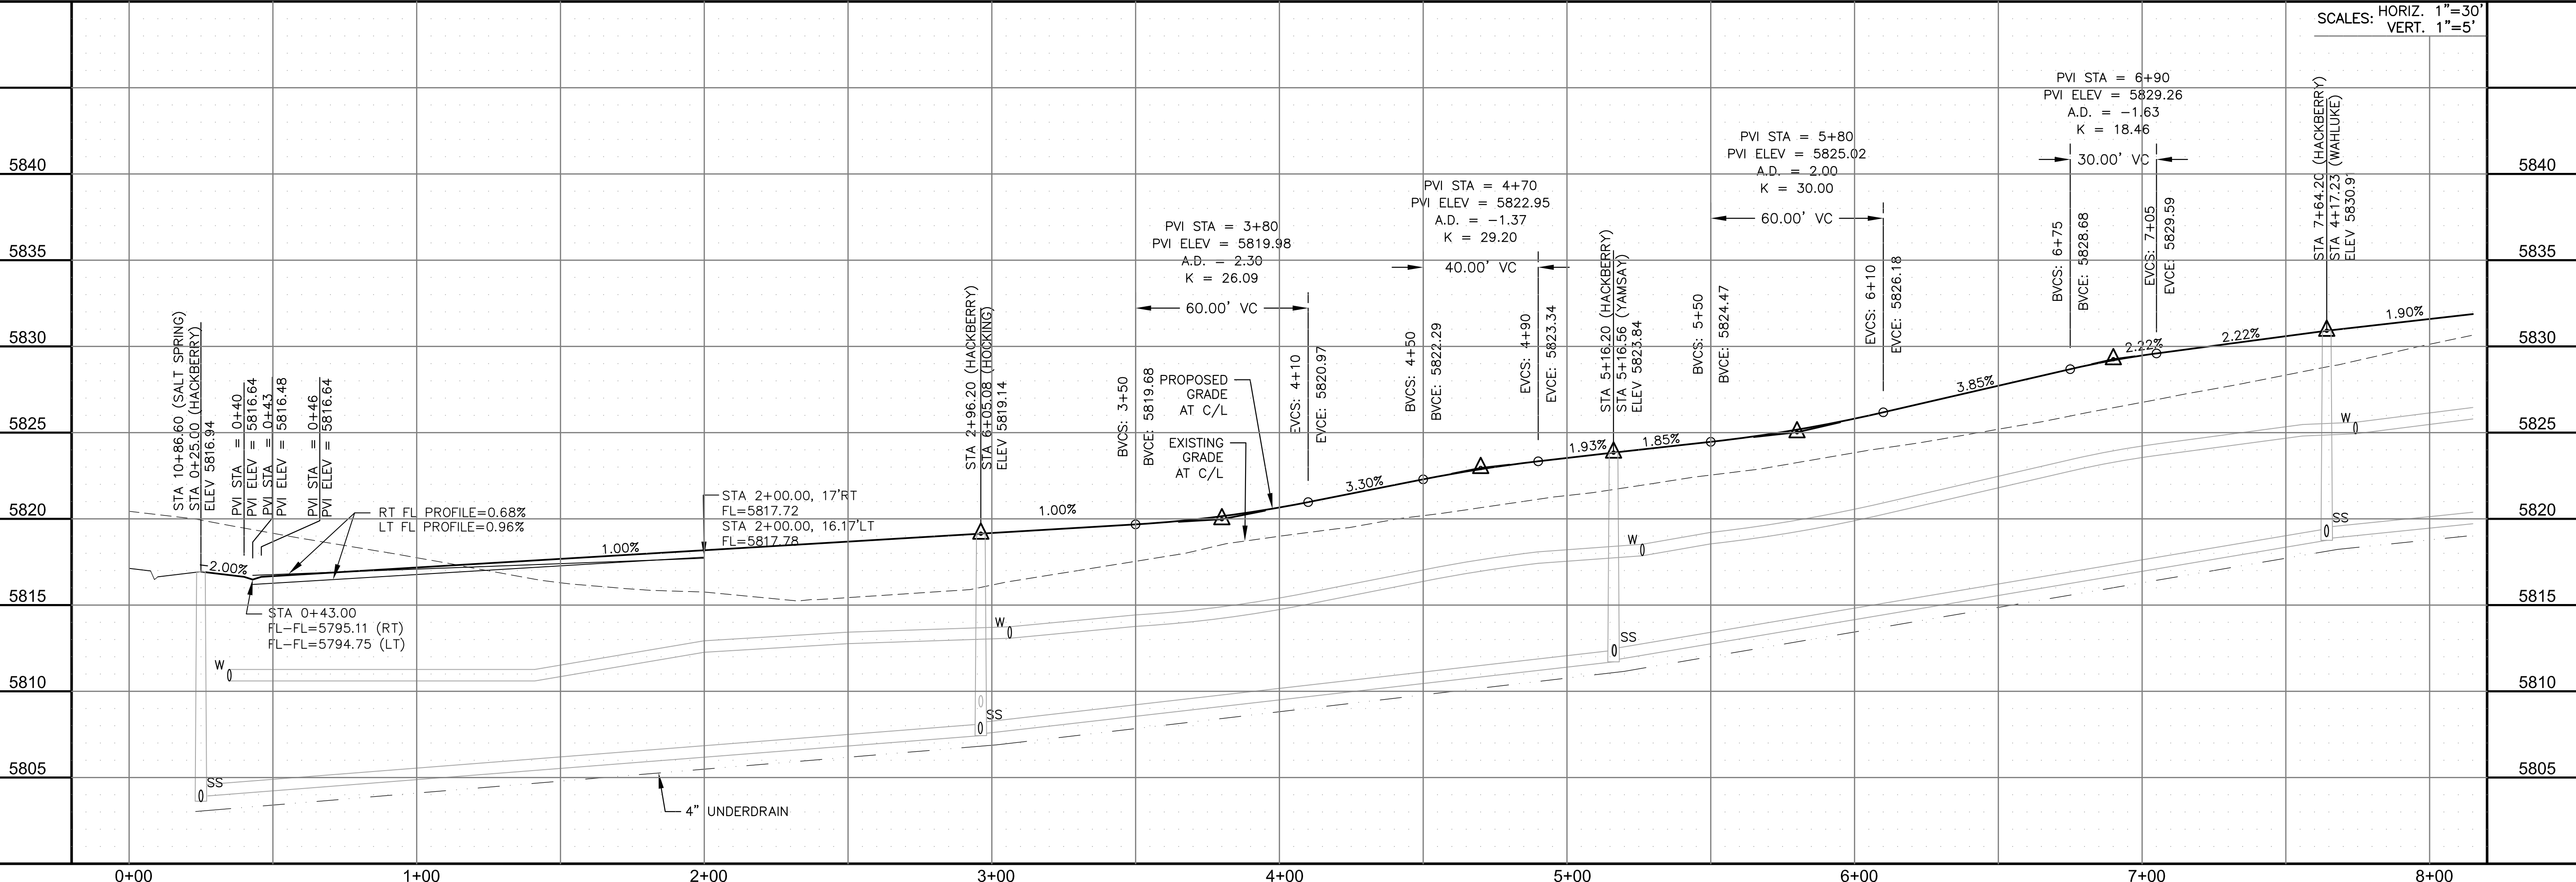 SCALES: HORIZ. 1"=30'
VERT. 1"=5'
5840
5835
5830
5825
5820
5815
5810
5805
STA 10+86.60 (SALT SPRING)
STA 0+25.00 (HACKBERRY)
ELEV 5816.94
PVI STA = 0+40
PVI ELEV = 5816.64
PVI STA = 0+43
PVI ELEV = 5816.48
PVI STA = 0+46
PVI ELEV = 5816.64
-2.00%
RT FL PROFILE=0.68%
LT FL PROFILE=0.96%
STA 0+43.00
FL-FL=5795.11 (RT)
FL-FL=5794.75 (LT)
1.00%
STA 2+00.00, 17'RT
FL=5817.72
STA 2+00.00, 16.17'LT
FL=5817.78
STA 2+96.20 (HACKBERRY)
STA 6+05.08 (HOCKING)
ELEV 5819.14
1.00%
PVI STA = 3+80
PVI ELEV = 5819.98
A.D. = 2.30
K = 26.09
60.00' VC
BVCS: 3+50
BVCE: 5819.68
EVCS: 4+10
EVCE: 5820.97
PROPOSED
GRADE
AT C/L
EXISTING
GRADE
AT C/L
3.30%
PVI STA = 4+70
PVI ELEV = 5822.95
A.D. = -1.37
K = 29.20
40.00' VC
BVCS: 4+50
BVCE: 5822.29
EVCS: 4+90
EVCE: 5823.34
1.93%
STA 5+16.20 (HACKBERRY)
STA 5+16.56 (YAMSAY)
ELEV 5823.84
1.85%
PVI STA = 5+80
PVI ELEV = 5825.02
A.D. = 2.00
K = 30.00
60.00' VC
BVCS: 5+50
BVCE: 5824.47
EVCS: 6+10
EVCE: 5826.18
3.85%
PVI STA = 6+90
PVI ELEV = 5829.26
A.D. = -1.63
K = 18.46
30.00' VC
BVCS: 6+75
BVCE: 5828.68
EVCS: 7+05
EVCE: 5829.59
2.22%
2.22%
STA 7+64.20 (HACKBERRY)
STA 4+17.23 (WAHLUKE)
ELEV 5830.91
1.90%
W
W
W
W
SS
SS
SS
SS
4" UNDERDRAIN
5840
5835
5830
5825
5820
5815
5810
5805
0+00
1+00
2+00
3+00
4+00
5+00
6+00
7+00
8+00